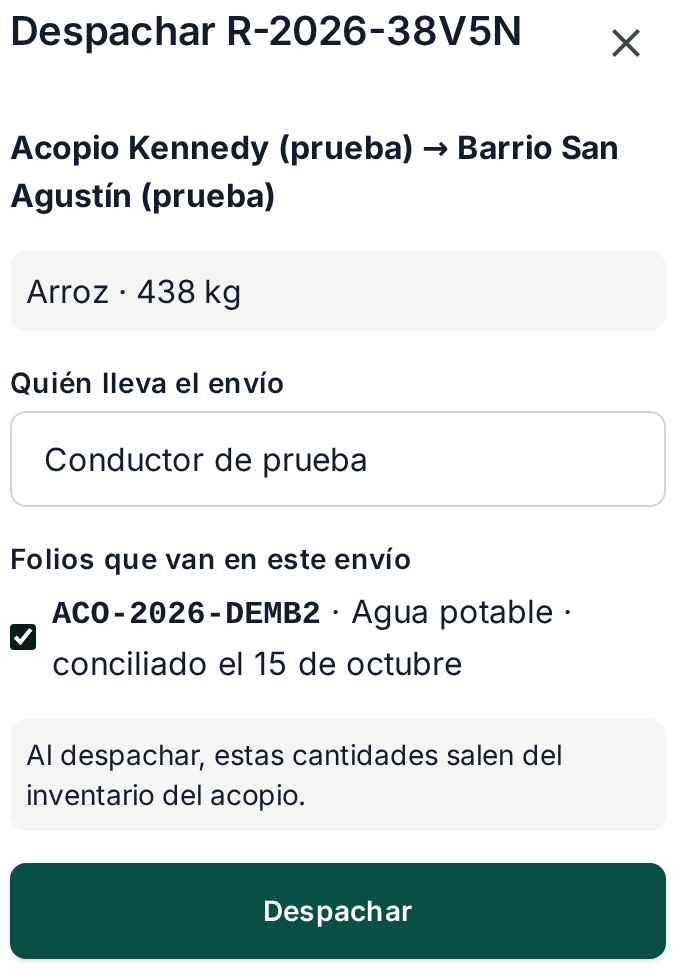 Despachar R-2026-38V5N
Acopio Kennedy (prueba) → Barrio San
Agustín (prueba)
Arroz · 438 kg
Quién lleva el envío
Conductor de prueba
Folios que van en este envío
ACO-2026-DEMB2 · Agua potable ·
conciliado el 15 de octubre
Al despachar, estas cantidades salen del
inventario del acopio.
Despachar